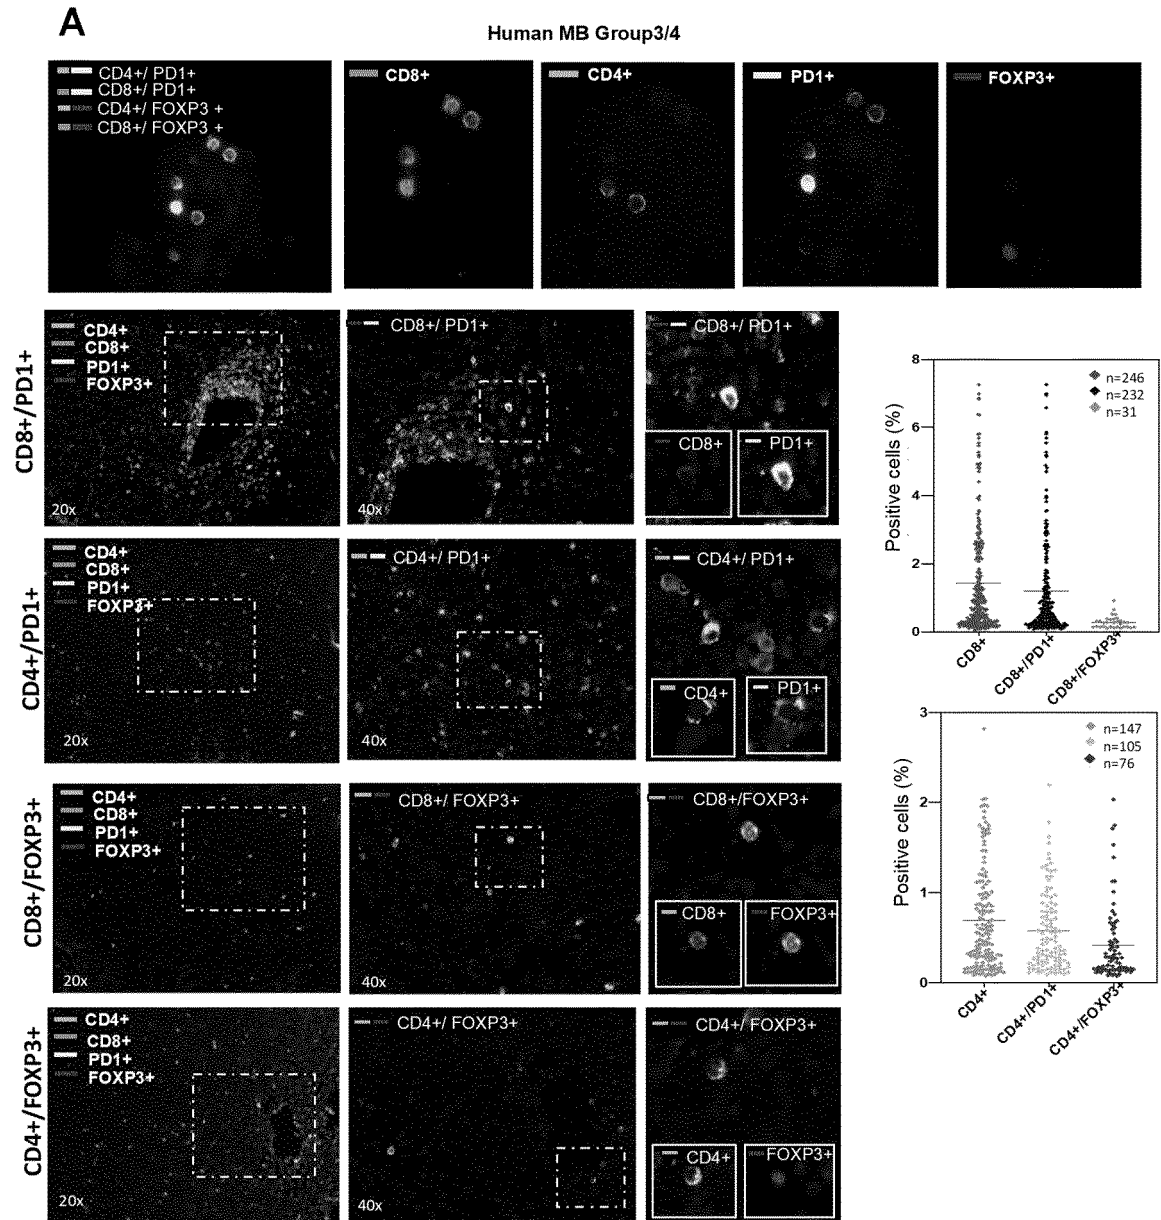 A
Human MB Group3/4
CD4+/ PD1+
CD8+/ PD1+
CD4+/ FOXP3 +
CD8+/ FOXP3 +
CD8+
CD4+
PD1+
FOXP3+
CD8+/PD1+
CD4+
CD8+
PD1+
FOXP3+
20x
CD8+/ PD1+
40x
CD8+/ PD1+
CD8+
PD1+
CD4+/PD1+
CD4+
CD8+
PD1+
FOXP3+
20x
CD4+/ PD1+
40x
CD4+/ PD1+
CD4+
PD1+
CD8+/FOXP3+
CD4+
CD8+
PD1+
FOXP3+
20x
CD8+/ FOXP3+
40x
CD8+/FOXP3+
CD8+
FOXP3+
CD4+/FOXP3+
CD4+
CD8+
PD1+
FOXP3+
20x
CD4+/ FOXP3+
40x
CD4+/ FOXP3+
CD4+
FOXP3+
Positive cells (%)
8
6
4
2
0
n=246
n=232
n=31
CD8+
CD8+/PD1+
CD8+/FOXP3+
Positive cells (%)
3
2
1
0
n=147
n=105
n=76
CD4+
CD4+/PD1+
CD4+/FOXP3+